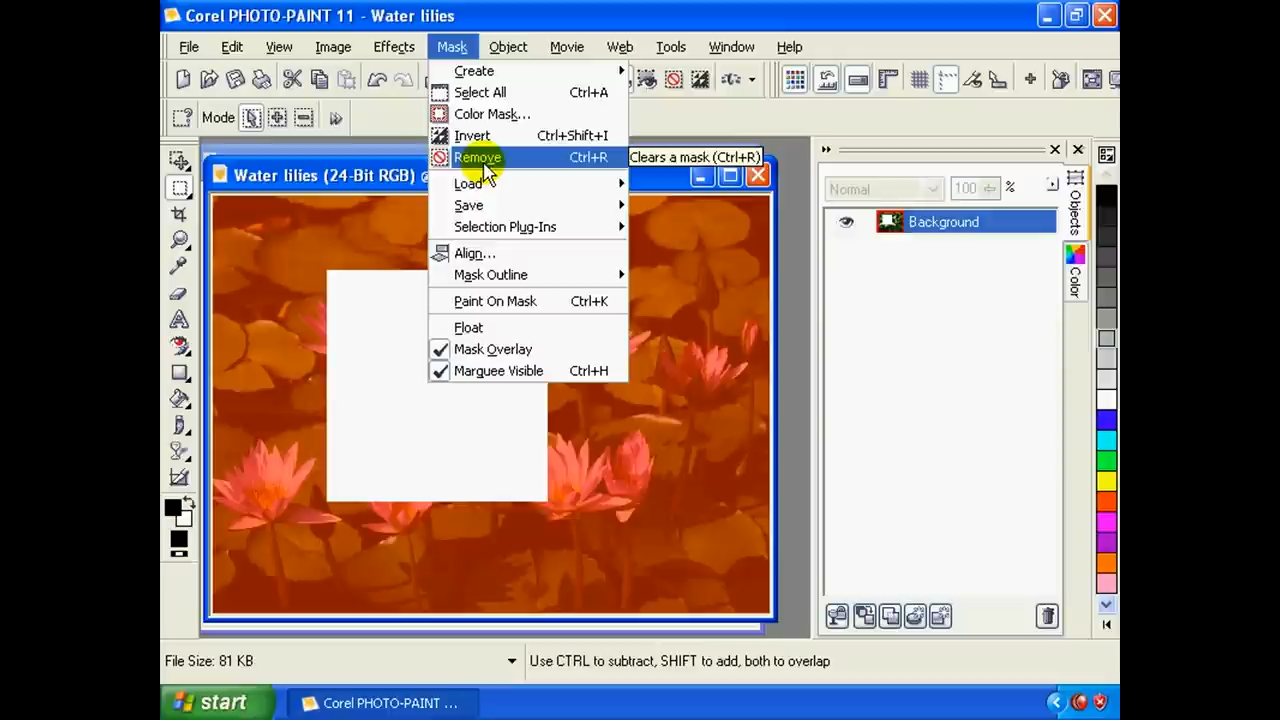 Corel PHOTO-PAINT 11 - Water lilies
File Edit View Image Effects Mask Object Movie Web Tools Window Help
Mode
Create
Select All Ctrl+A
Color Mask...
Invert Ctrl+Shift+I
Remove Ctrl+R
Clears a mask (Ctrl+R)
Load
Save
Selection Plug-Ins
Align...
Mask Outline
Paint On Mask Ctrl+K
Float
Mask Overlay
Marquee Visible Ctrl+H
Water lilies (24-Bit RGB) @
Normal 100 %
Background
Objects
Color
File Size: 81 KB
Use CTRL to subtract, SHIFT to add, both to overlap
start
Corel PHOTO-PAINT ...